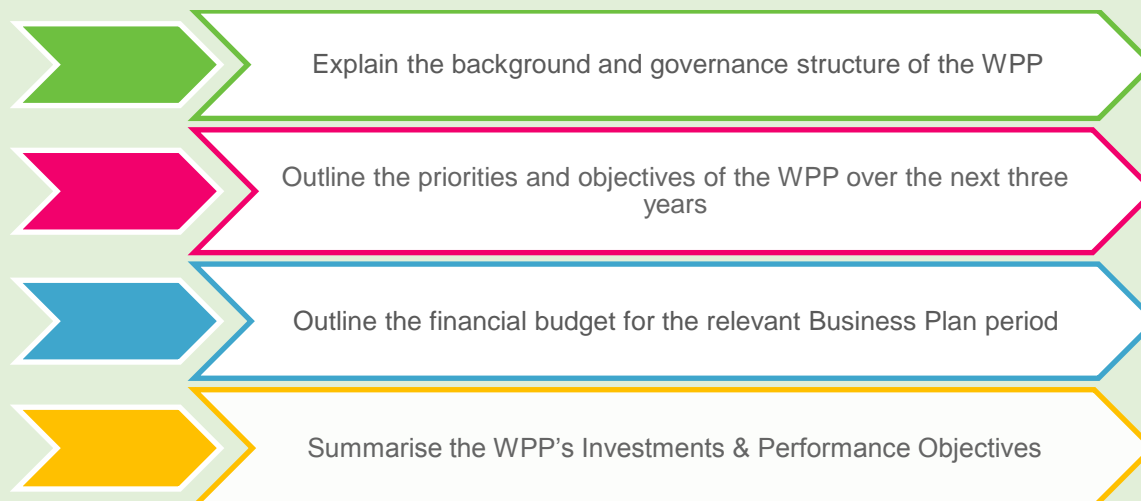 Explain the background and governance structure of the WPP
Outline the priorities and objectives of the WPP over the next three
years
Outline the financial budget for the relevant Business Plan period
Summarise the WPP’s Investments & Performance Objectives